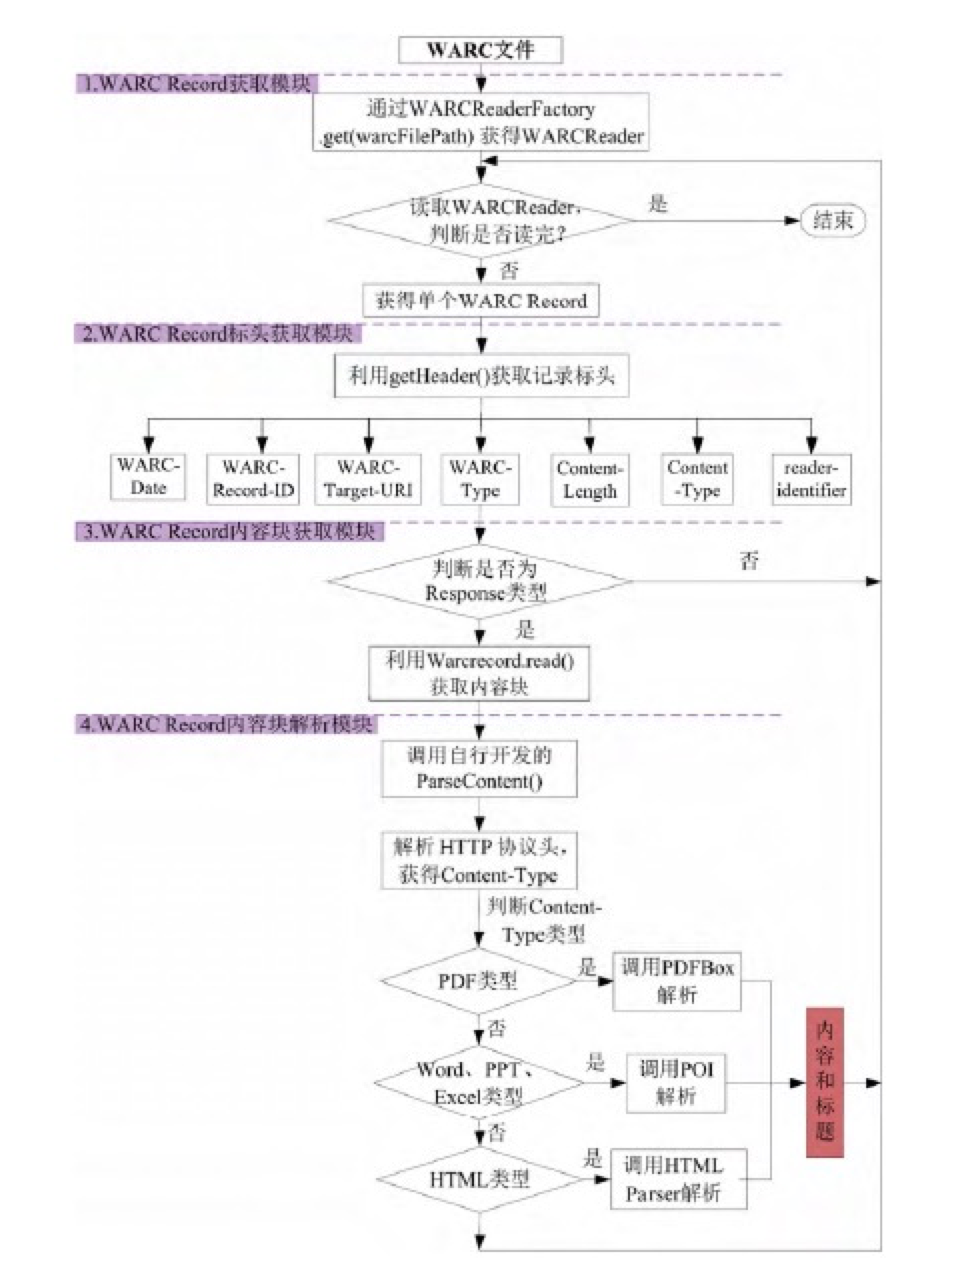 WARC文件
1.WARC Record获取模块
通过WARCReaderFactory
.get(warcFilePath) 获得WARCReader
读取WARCReader,
判断是否读完?
是
结束
否
获得单个WARC Record
2.WARC Record标头获取模块
利用getHeader()获取记录标头
WARC-
Date
WARC-
Record-ID
WARC-
Target-URI
WARC-
Type
Content-
Length
Content
-Type
reader-
identifier
3.WARC Record内容块获取模块
判断是否为
Response类型
否
是
利用Warcrecord.read()
获取内容块
4.WARC Record内容块解析模块
调用自行开发的
ParseContent()
解析 HTTP 协议头,
获得Content-Type
判断Content-
Type类型
PDF类型
是
调用PDFBox
解析
否
Word、PPT、
Excel类型
是
调用POI
解析
否
HTML类型
是
调用HTML
Parser解析
内
容
和
标
题